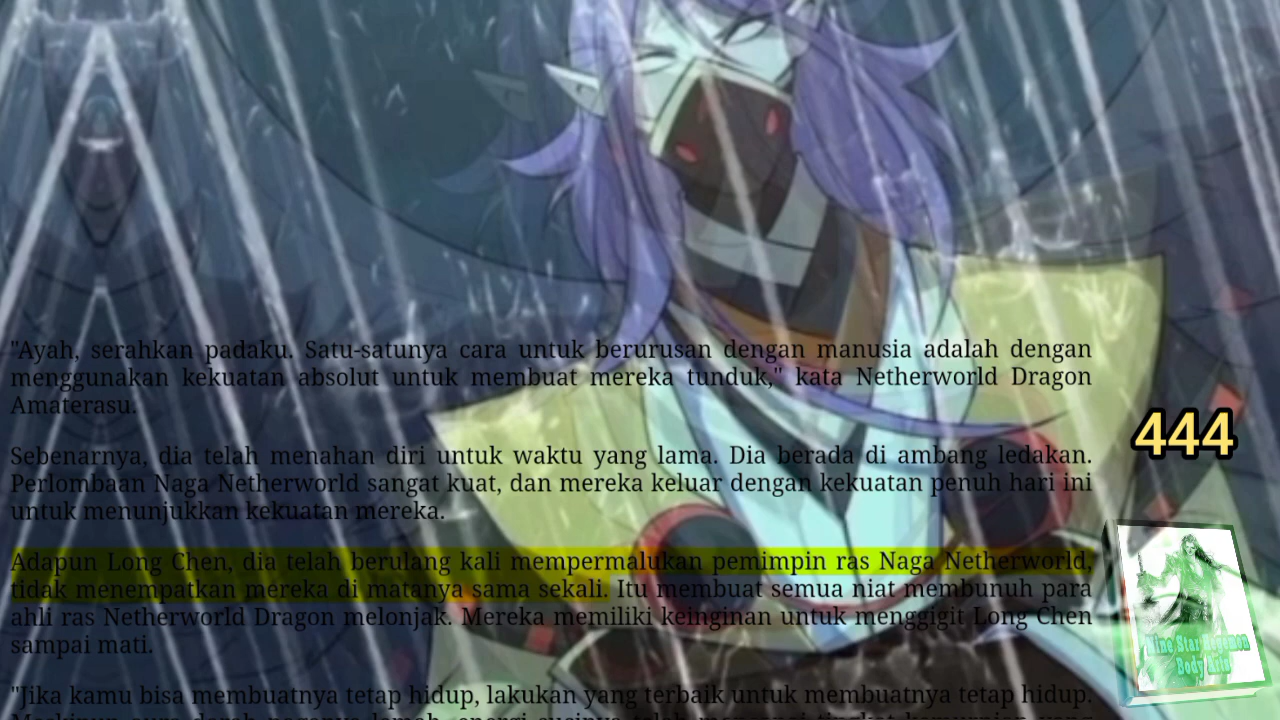 "Ayah, serahkan padaku. Satu-satunya cara untuk berurusan dengan manusia adalah dengan
menggunakan kekuatan absolut untuk membuat mereka tunduk," kata Netherworld Dragon
Amaterasu.
Sebenarnya, dia telah menahan diri untuk waktu yang lama. Dia berada di ambang ledakan.
Perlombaan Naga Netherworld sangat kuat, dan mereka keluar dengan kekuatan penuh hari ini
untuk menunjukkan kekuatan mereka.
Adapun Long Chen, dia telah berulang kali mempermalukan pemimpin ras Naga Netherworld,
tidak menempatkan mereka di matanya sama sekali. Itu membuat semua niat membunuh para
ahli ras Netherworld Dragon melonjak. Mereka memiliki keinginan untuk menggigit Long Chen
sampai mati.
"Jika kamu bisa membuatnya tetap hidup, lakukan yang terbaik untuk membuatnya tetap hidup.
444
Nine Star Hegemon
Body Arts